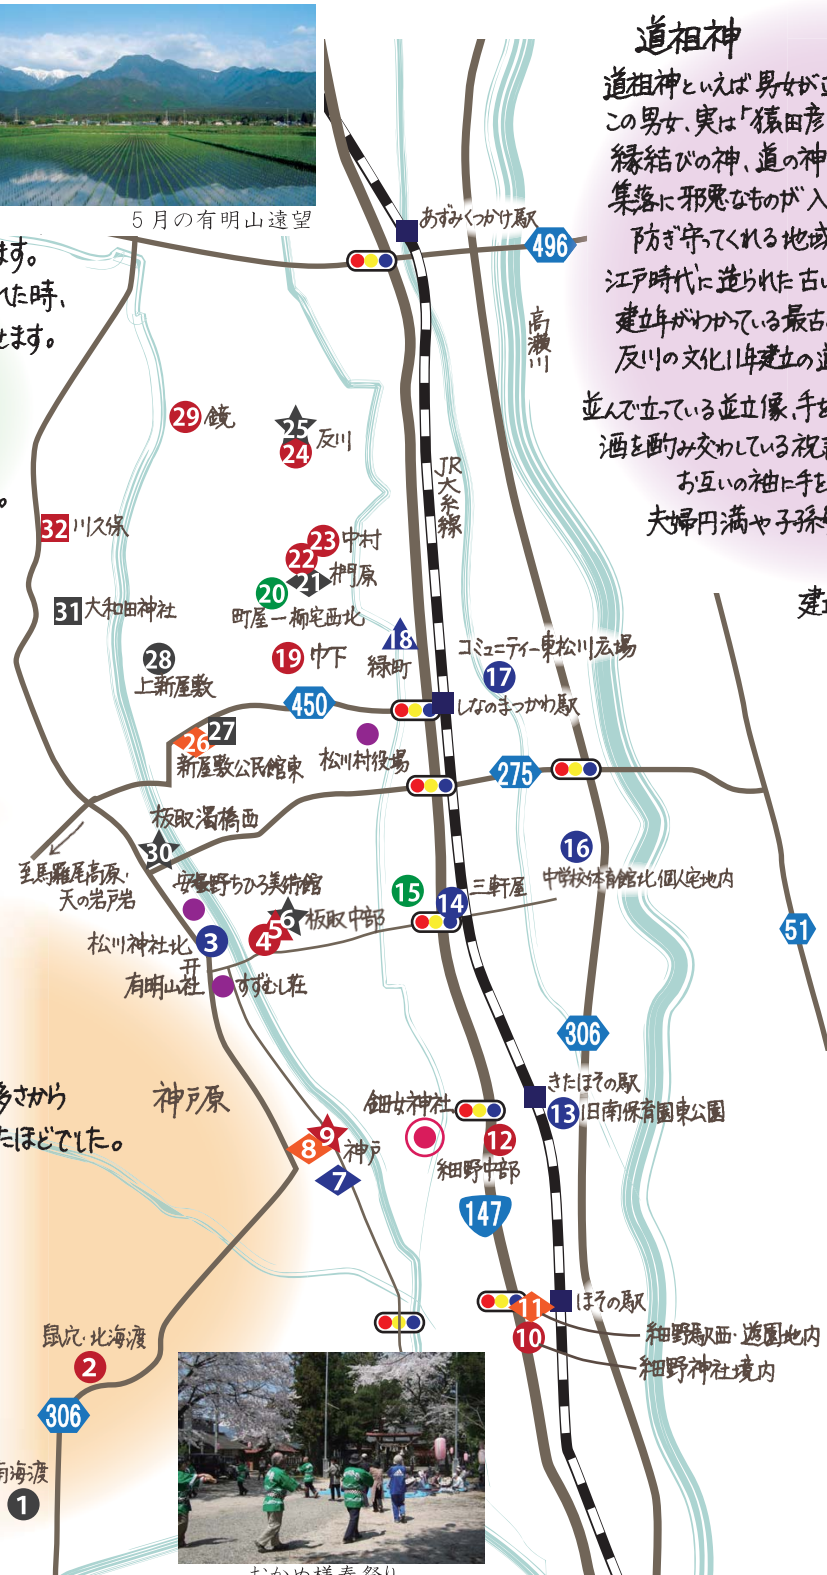 5月の有明山遠望
道祖神
道祖神といえば男女が
この男女、実は「猿田彦
縁結びの神、道の神
集落に邪悪なものが入
防ぎ守ってくれる地域
江戸時代に造られた古い
建立年がわかっている最古
反川の文化11年建立の道
並んで立っている並立像、手を
酒を酌み交わしている祝
お互いの袖に手を
夫婦円満や子孫
建
ます。
れた時、
せます。
。
あずみくつかけ駅
496
高瀬川
29 鏡
25
反川
24
JR大糸線
32 川久保
23 中村
22
21 椚原
20
町屋一柳宅西北
31 大和田神社
18
緑町
28
上新屋敷
19 中下
コミュニティー東松川広場
17
450
しなのまつかわ駅
27
26
新屋敷公民館東
松川村役場
275
板取湯橋西
30
16
中学校体育館北個人宅地内
至馬羅尾高原・
天の岩戸岩
安曇野ちひろ美術館
15
14 三軒屋
6 板取中部
5
4
松川神社北 3
51
有明山社
すずむし荘
306
多さから
たほどでした。
神戸原
きたほその駅
13 旧南保育園東公園
鈿女神社
12
細野中部
9
8 神戸
7
147
ほその駅
11
10
細野駅西・遊園地内
細野神社境内
鼠穴・北海渡
2
306
南海渡
1
おかめ様春祭り